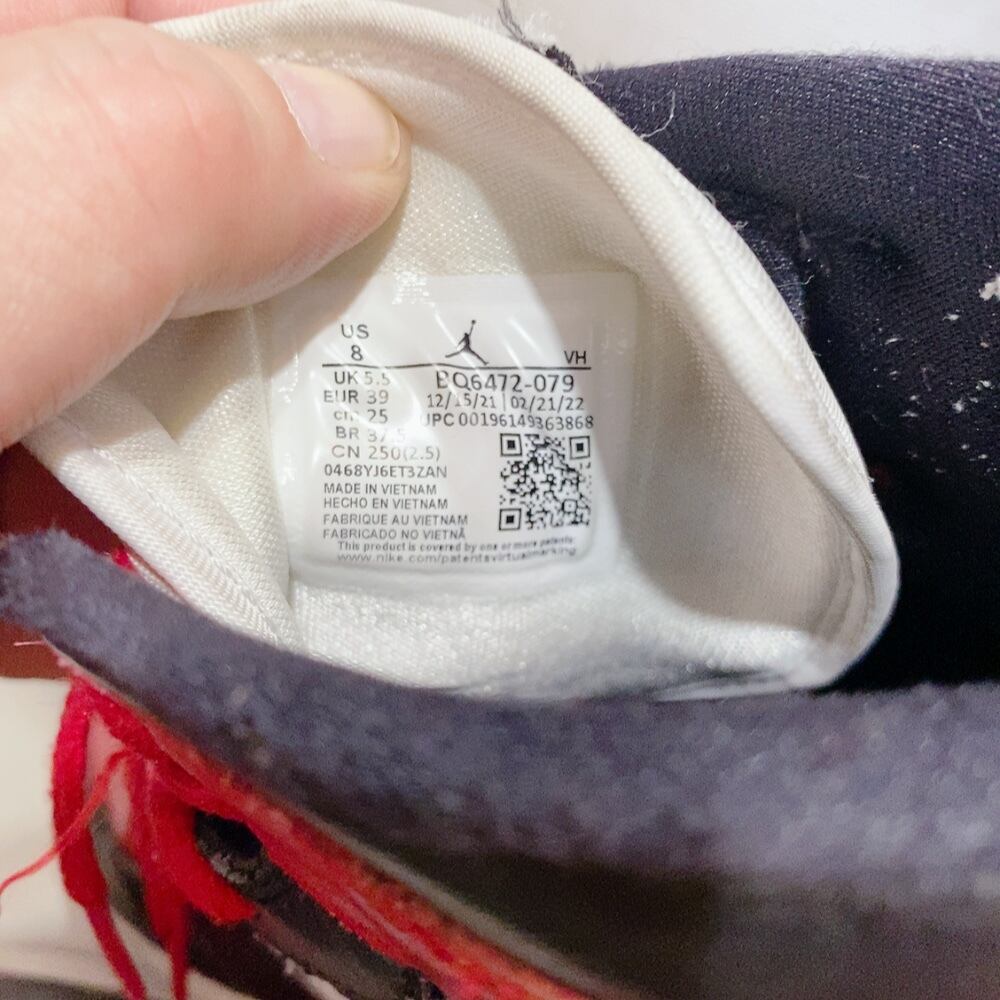 US
8
VH
UK 5.5
EUR 39
cm 25
BR 37.5
CN 250(2.5)
BQ6472-079
12/15/21 02/21/22
UPC 00196149363868
0468YJ6ET3ZAN
MADE IN VIETNAM
HECHO EN VIETNAM
FABRIQUE AU VIETNAM
FABRICADO NO VIETNÃ
This product is covered by one or more patents
www.nike.com/patentsvirtualmarking